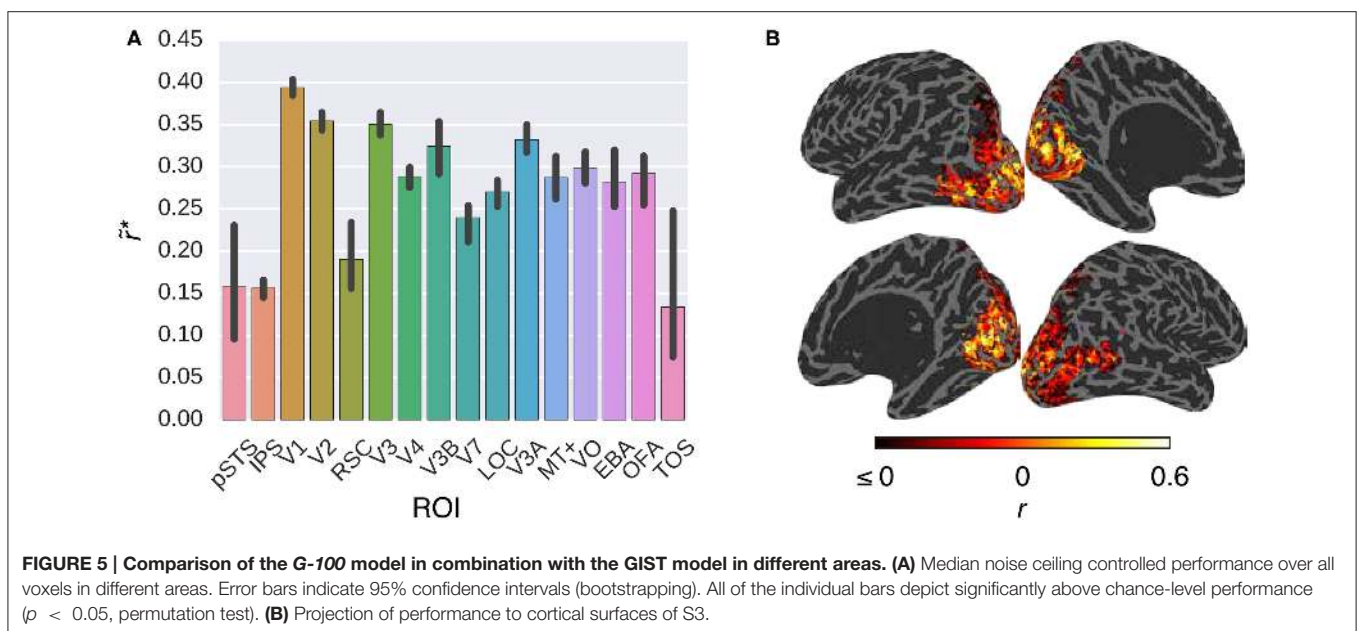 A
0.45
0.40
0.35
0.30
0.25
0.20
0.15
0.10
0.05
0.00
r̃*
pSTS IPS V1 V2 RSC V3 V4 V3B V7 LOC V3A MT+ VO EBA OFA TOS
ROI
B
≤ 0 0 0.6
r
FIGURE 5 | Comparison of the G-100 model in combination with the GIST model in different areas. (A) Median noise ceiling controlled performance over all
voxels in different areas. Error bars indicate 95% confidence intervals (bootstrapping). All of the individual bars depict significantly above chance-level performance
(p < 0.05, permutation test). (B) Projection of performance to cortical surfaces of S3.